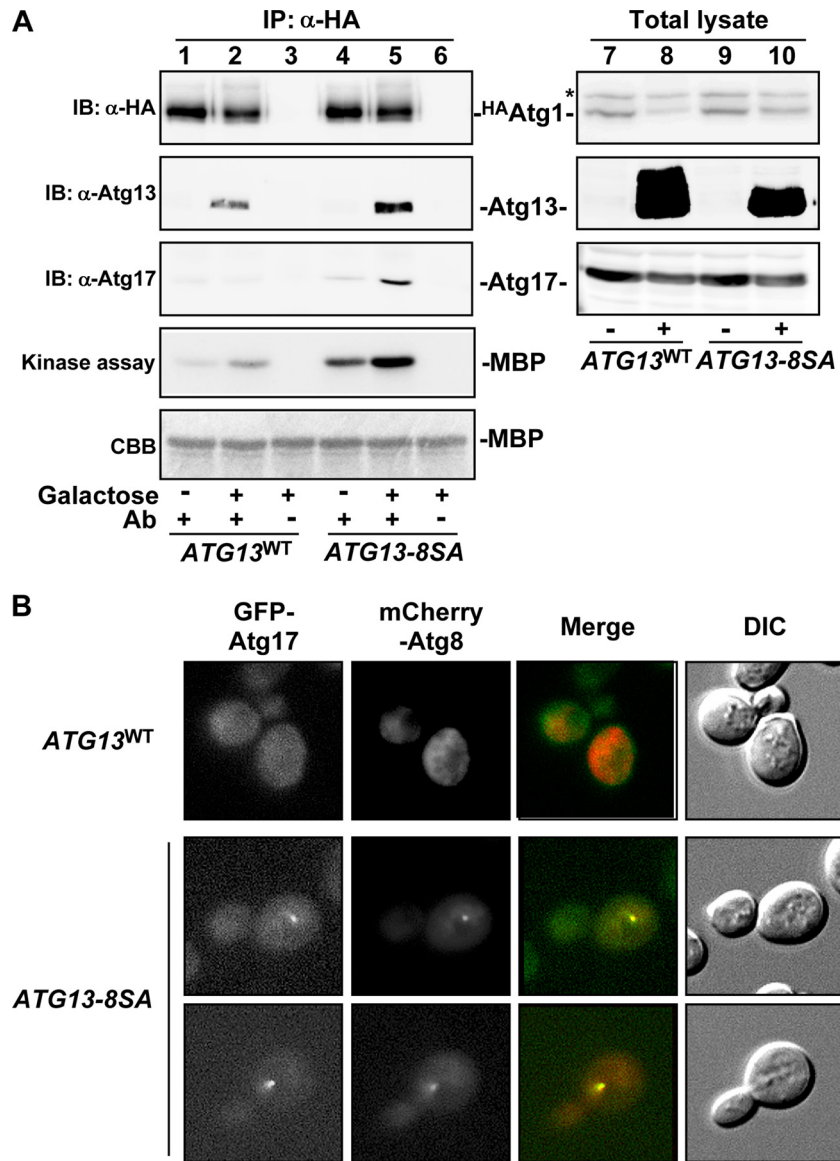 A
IP: α-HA
Total lysate
1 2 3 4 5 6
7 8 9 10
IB: α-HA
-ᴴᴬAtg1-
*
IB: α-Atg13
-Atg13-
IB: α-Atg17
-Atg17-
Kinase assay
-MBP
- + - +
ATG13ᵂᵀ ATG13-8SA
CBB
-MBP
Galactose - + + - + +
Ab + + - + + -
ATG13ᵂᵀ ATG13-8SA
B
GFP-
Atg17
mCherry
-Atg8
Merge
DIC
ATG13ᵂᵀ
ATG13-8SA